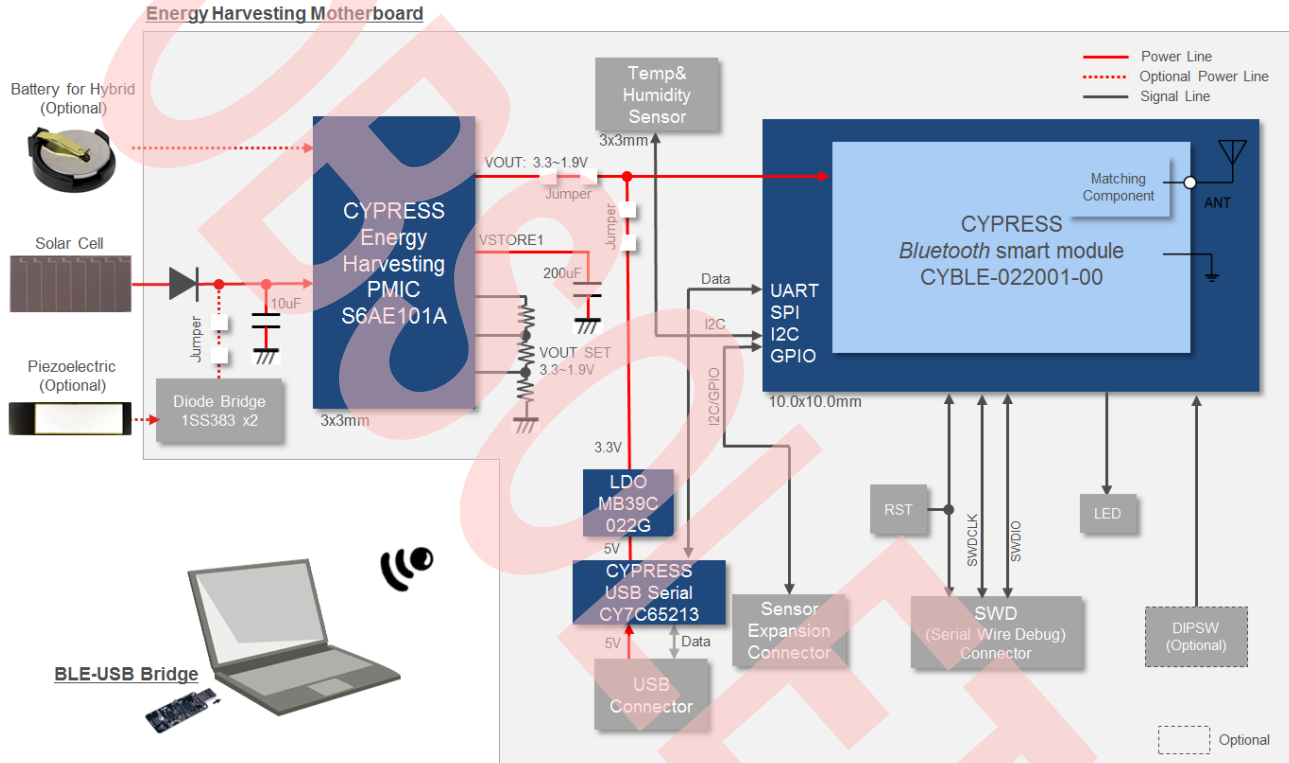 Energy Harvesting Motherboard
Battery for Hybrid
(Optional)
Solar Cell
Piezoelectric
(Optional)
Jumper
10uF
Diode Bridge
1SS383 x2
CYPRESS
Energy
Harvesting
PMIC
S6AE101A
3x3mm
VOUT: 3.3~1.9V
Jumper
Jumper
VSTORE1
200uF
VOUT SET
3.3~1.9V
Temp&
Humidity
Sensor
3x3mm
Power Line
Optional Power Line
Signal Line
Matching
Component
ANT
CYPRESS
Bluetooth smart module
CYBLE-022001-00
UART
SPI
I2C
GPIO
10.0x10.0mm
Data
I2C
I2C/GPIO
3.3V
LDO
MB39C
022G
5V
CYPRESS
USB Serial
CY7C65213
5V
Data
USB
Connector
Sensor
Expansion
Connector
RST
SWDCLK
SWDIO
SWD
(Serial Wire Debug)
Connector
LED
DIPSW
(Optional)
Optional
BLE-USB Bridge